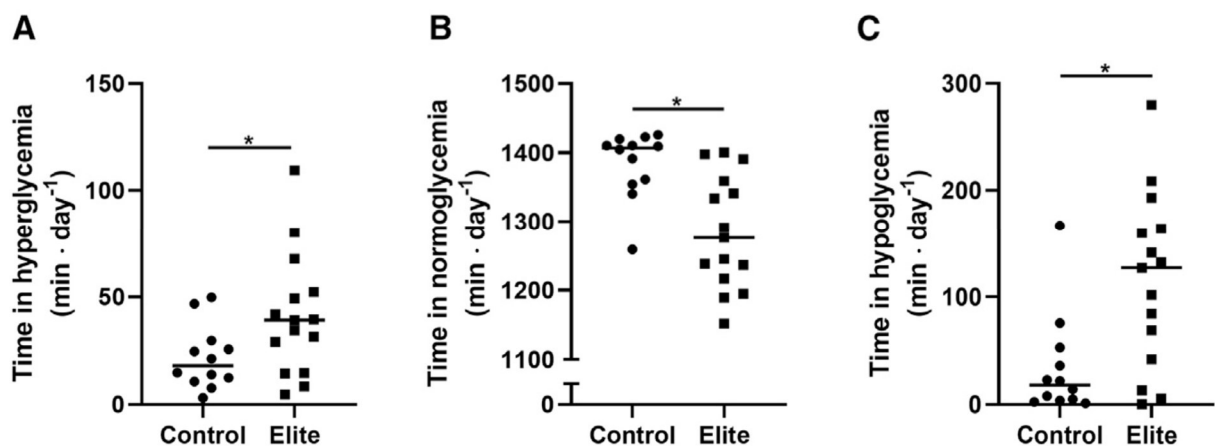 A
Time in hyperglycemia
(min · day⁻¹)
150
100
50
0
*
Control Elite
B
Time in normoglycemia
(min · day⁻¹)
1500
1400
1300
1200
1100
0
*
Control Elite
C
Time in hypoglycemia
(min · day⁻¹)
300
200
100
0
*
Control Elite